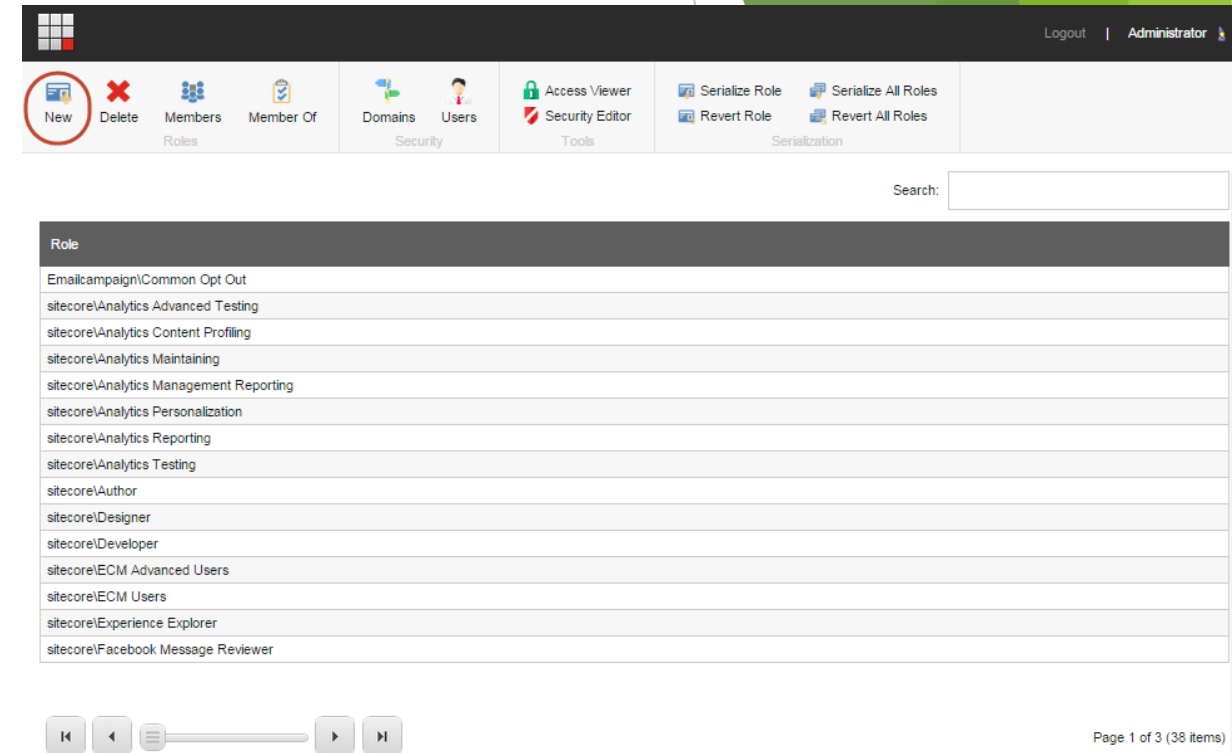 Logout | Administrator
New Delete Members Member Of Domains Users Access Viewer Serialize Role Serialize All Roles
Security Editor Revert Role Revert All Roles
Roles Security Tools Serialization
Search:
Role
Emailcampaign\Common Opt Out
sitecore\Analytics Advanced Testing
sitecore\Analytics Content Profiling
sitecore\Analytics Maintaining
sitecore\Analytics Management Reporting
sitecore\Analytics Personalization
sitecore\Analytics Reporting
sitecore\Analytics Testing
sitecore\Author
sitecore\Designer
sitecore\Developer
sitecore\ECM Advanced Users
sitecore\ECM Users
sitecore\Experience Explorer
sitecore\Facebook Message Reviewer
Page 1 of 3 (38 items)